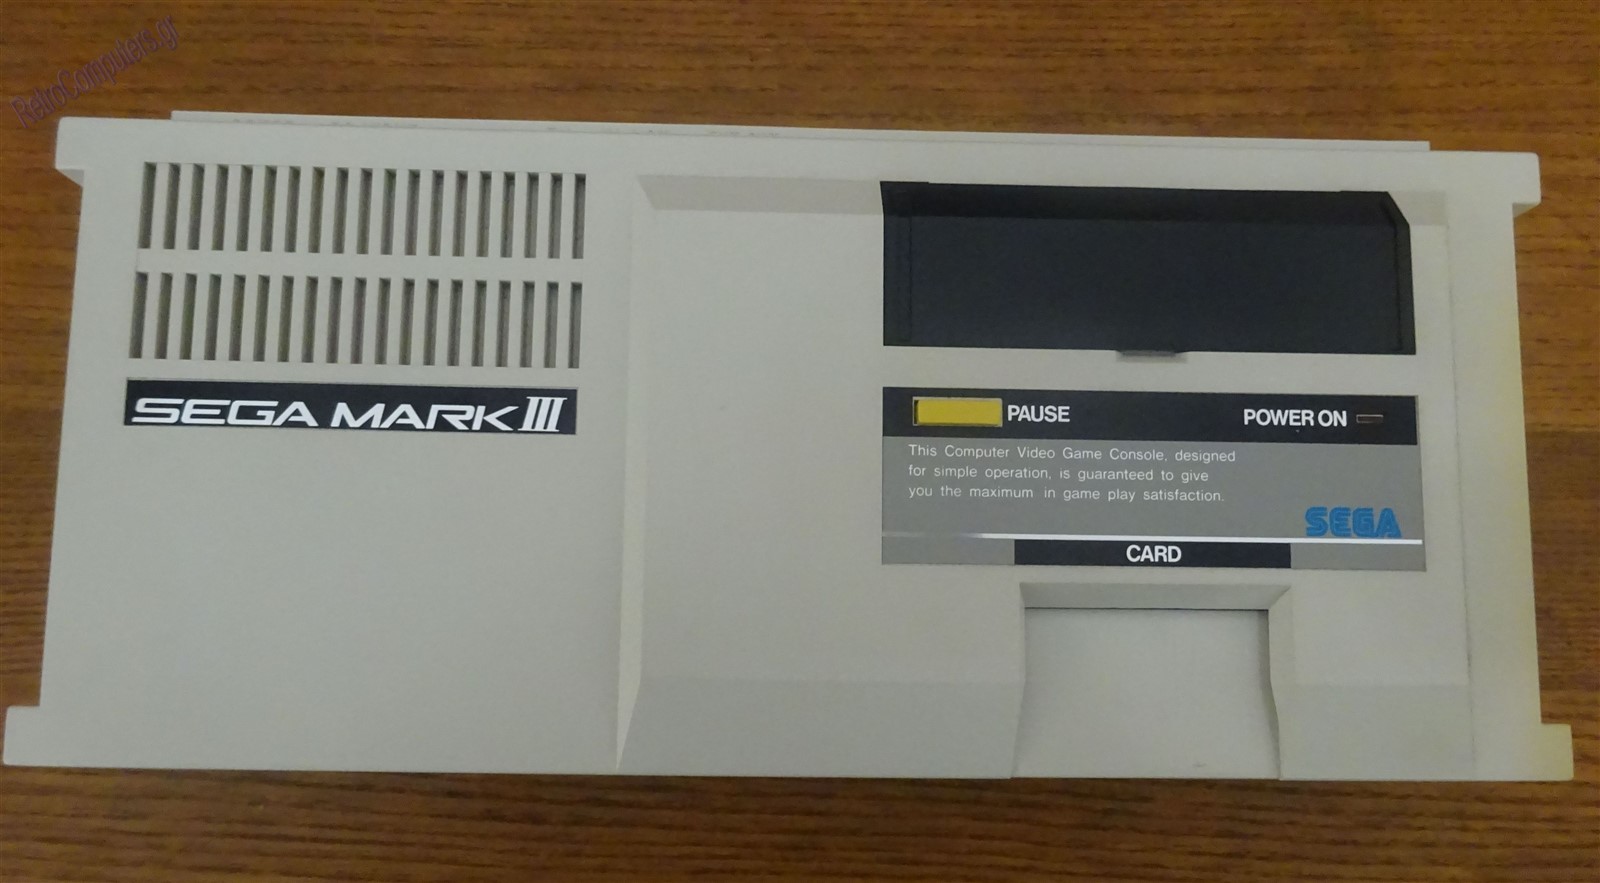 RetroComputers.gr
SEGA MARK III
PAUSE
POWER ON
This Computer Video Game Console, designed
for simple operation, is guaranteed to give
you the maximum in game play satisfaction.
SEGA
CARD